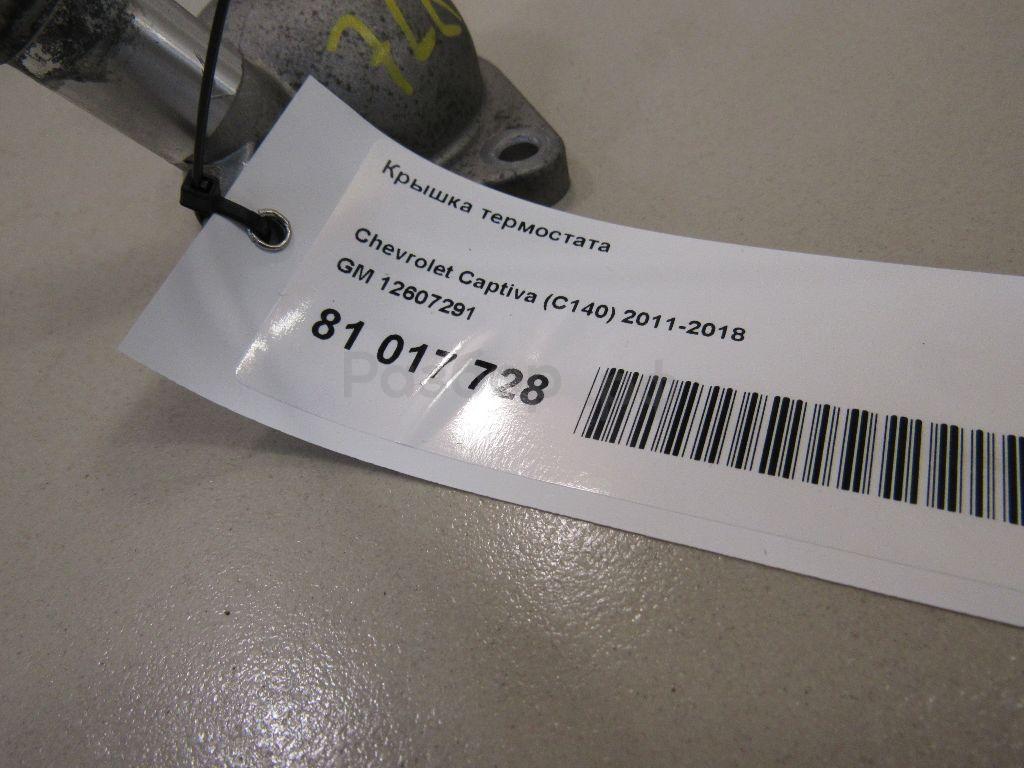 Крышка термостата
Chevrolet Captiva (C140) 2011-2018
GM 12607291
81 017 728